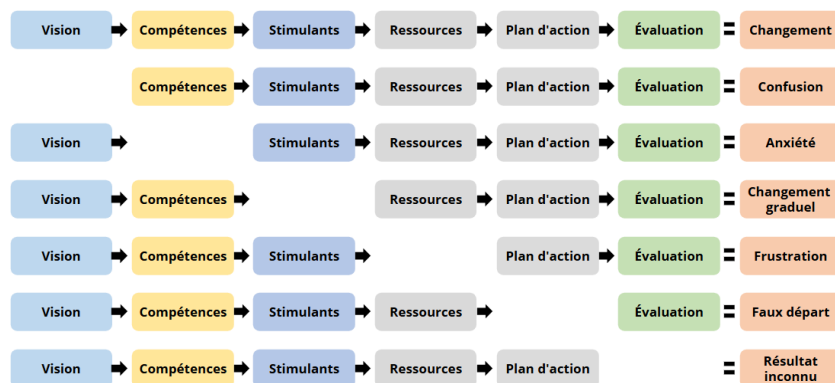 Vision Compétences Stimulants Ressources Plan d'action Évaluation = Changement
Compétences Stimulants Ressources Plan d'action Évaluation = Confusion
Vision Stimulants Ressources Plan d'action Évaluation = Anxiété
Vision Compétences Ressources Plan d'action Évaluation = Changement graduel
Vision Compétences Stimulants Plan d'action Évaluation = Frustration
Vision Compétences Stimulants Ressources Évaluation = Faux départ
Vision Compétences Stimulants Ressources Plan d'action = Résultat inconnu